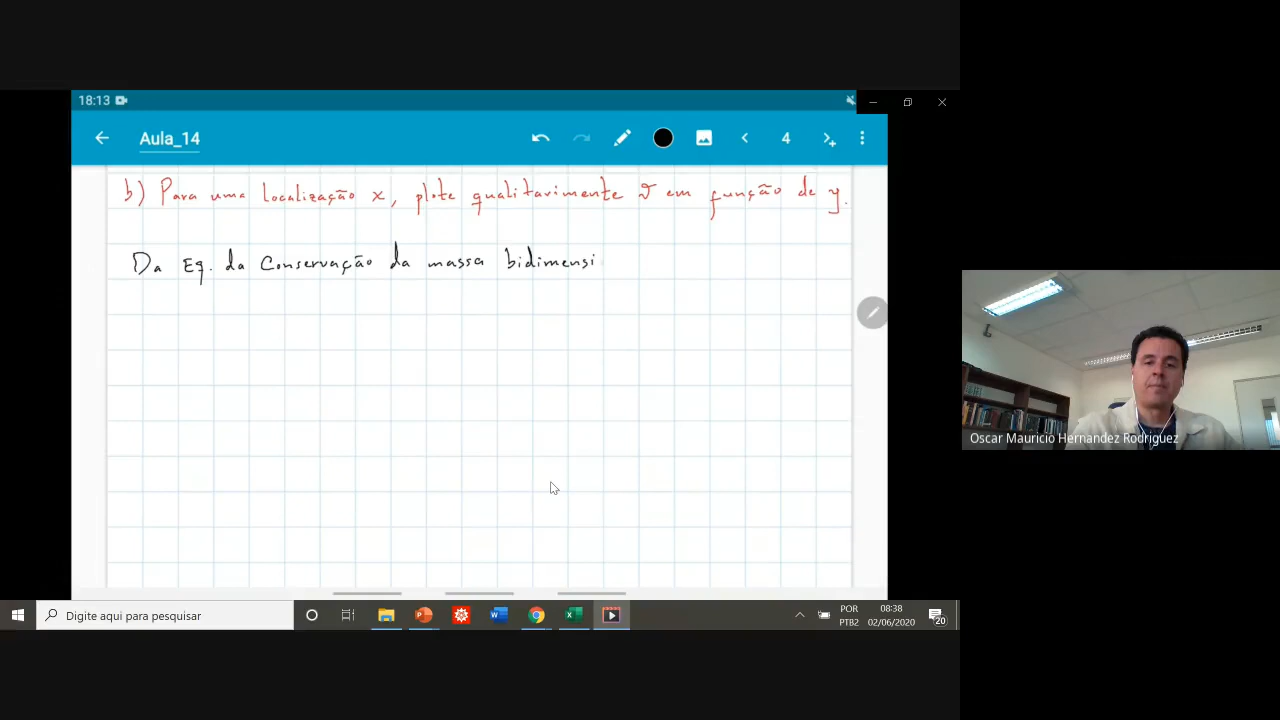 18:13
Aula_14
4
b) Para uma localização x, plote qualitavimente v em função de y.
Da Eq. da Conservação da massa bidimensi
Oscar Mauricio Hernandez Rodriguez
Digite aqui para pesquisar
POR
PTB2
08:38
02/06/2020
20